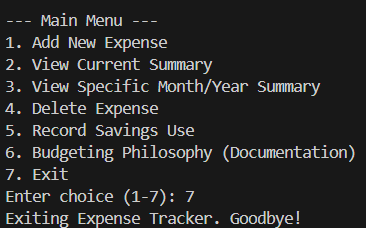 --- Main Menu ---
1. Add New Expense
2. View Current Summary
3. View Specific Month/Year Summary
4. Delete Expense
5. Record Savings Use
6. Budgeting Philosophy (Documentation)
7. Exit
Enter choice (1-7): 7
Exiting Expense Tracker. Goodbye!